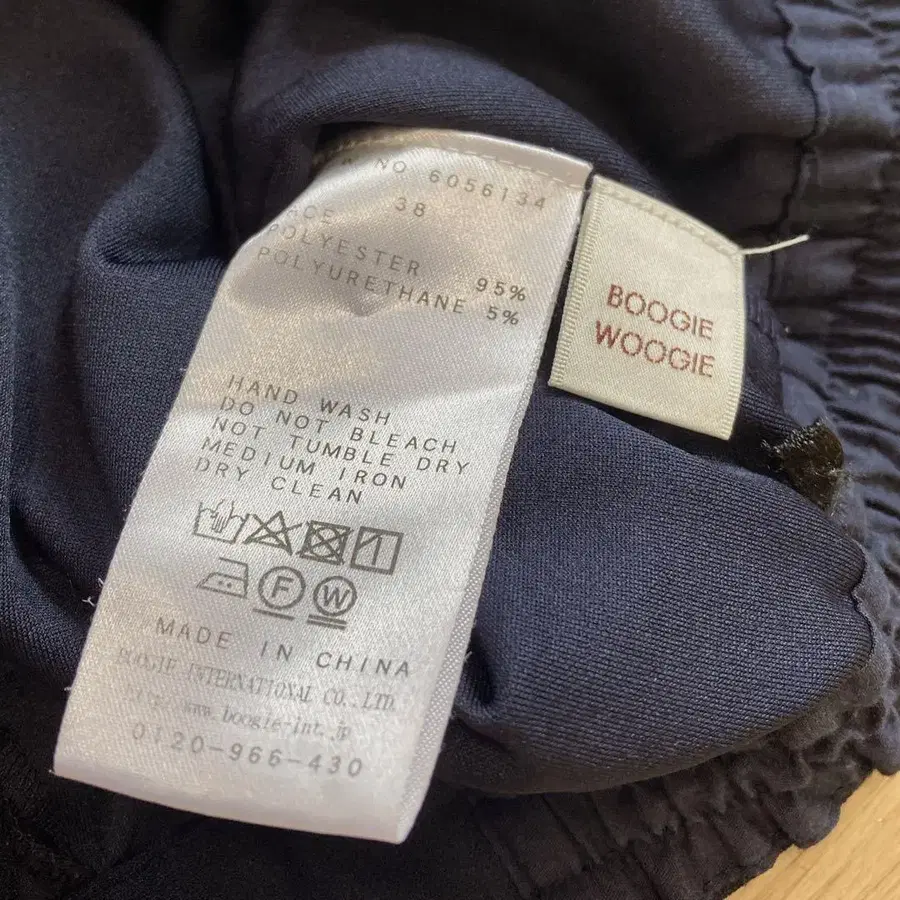 NO 6056134
38
POLYESTER 95%
POLYURETHANE 5%
HAND WASH
DO NOT BLEACH
NOT TUMBLE DRY
MEDIUM IRON
DRY CLEAN
F W
MADE IN CHINA
BOOGIE INTERNATIONAL CO., LTD.
www.boogie-int.jp
0120-966-430
BOOGIE
WOOGIE